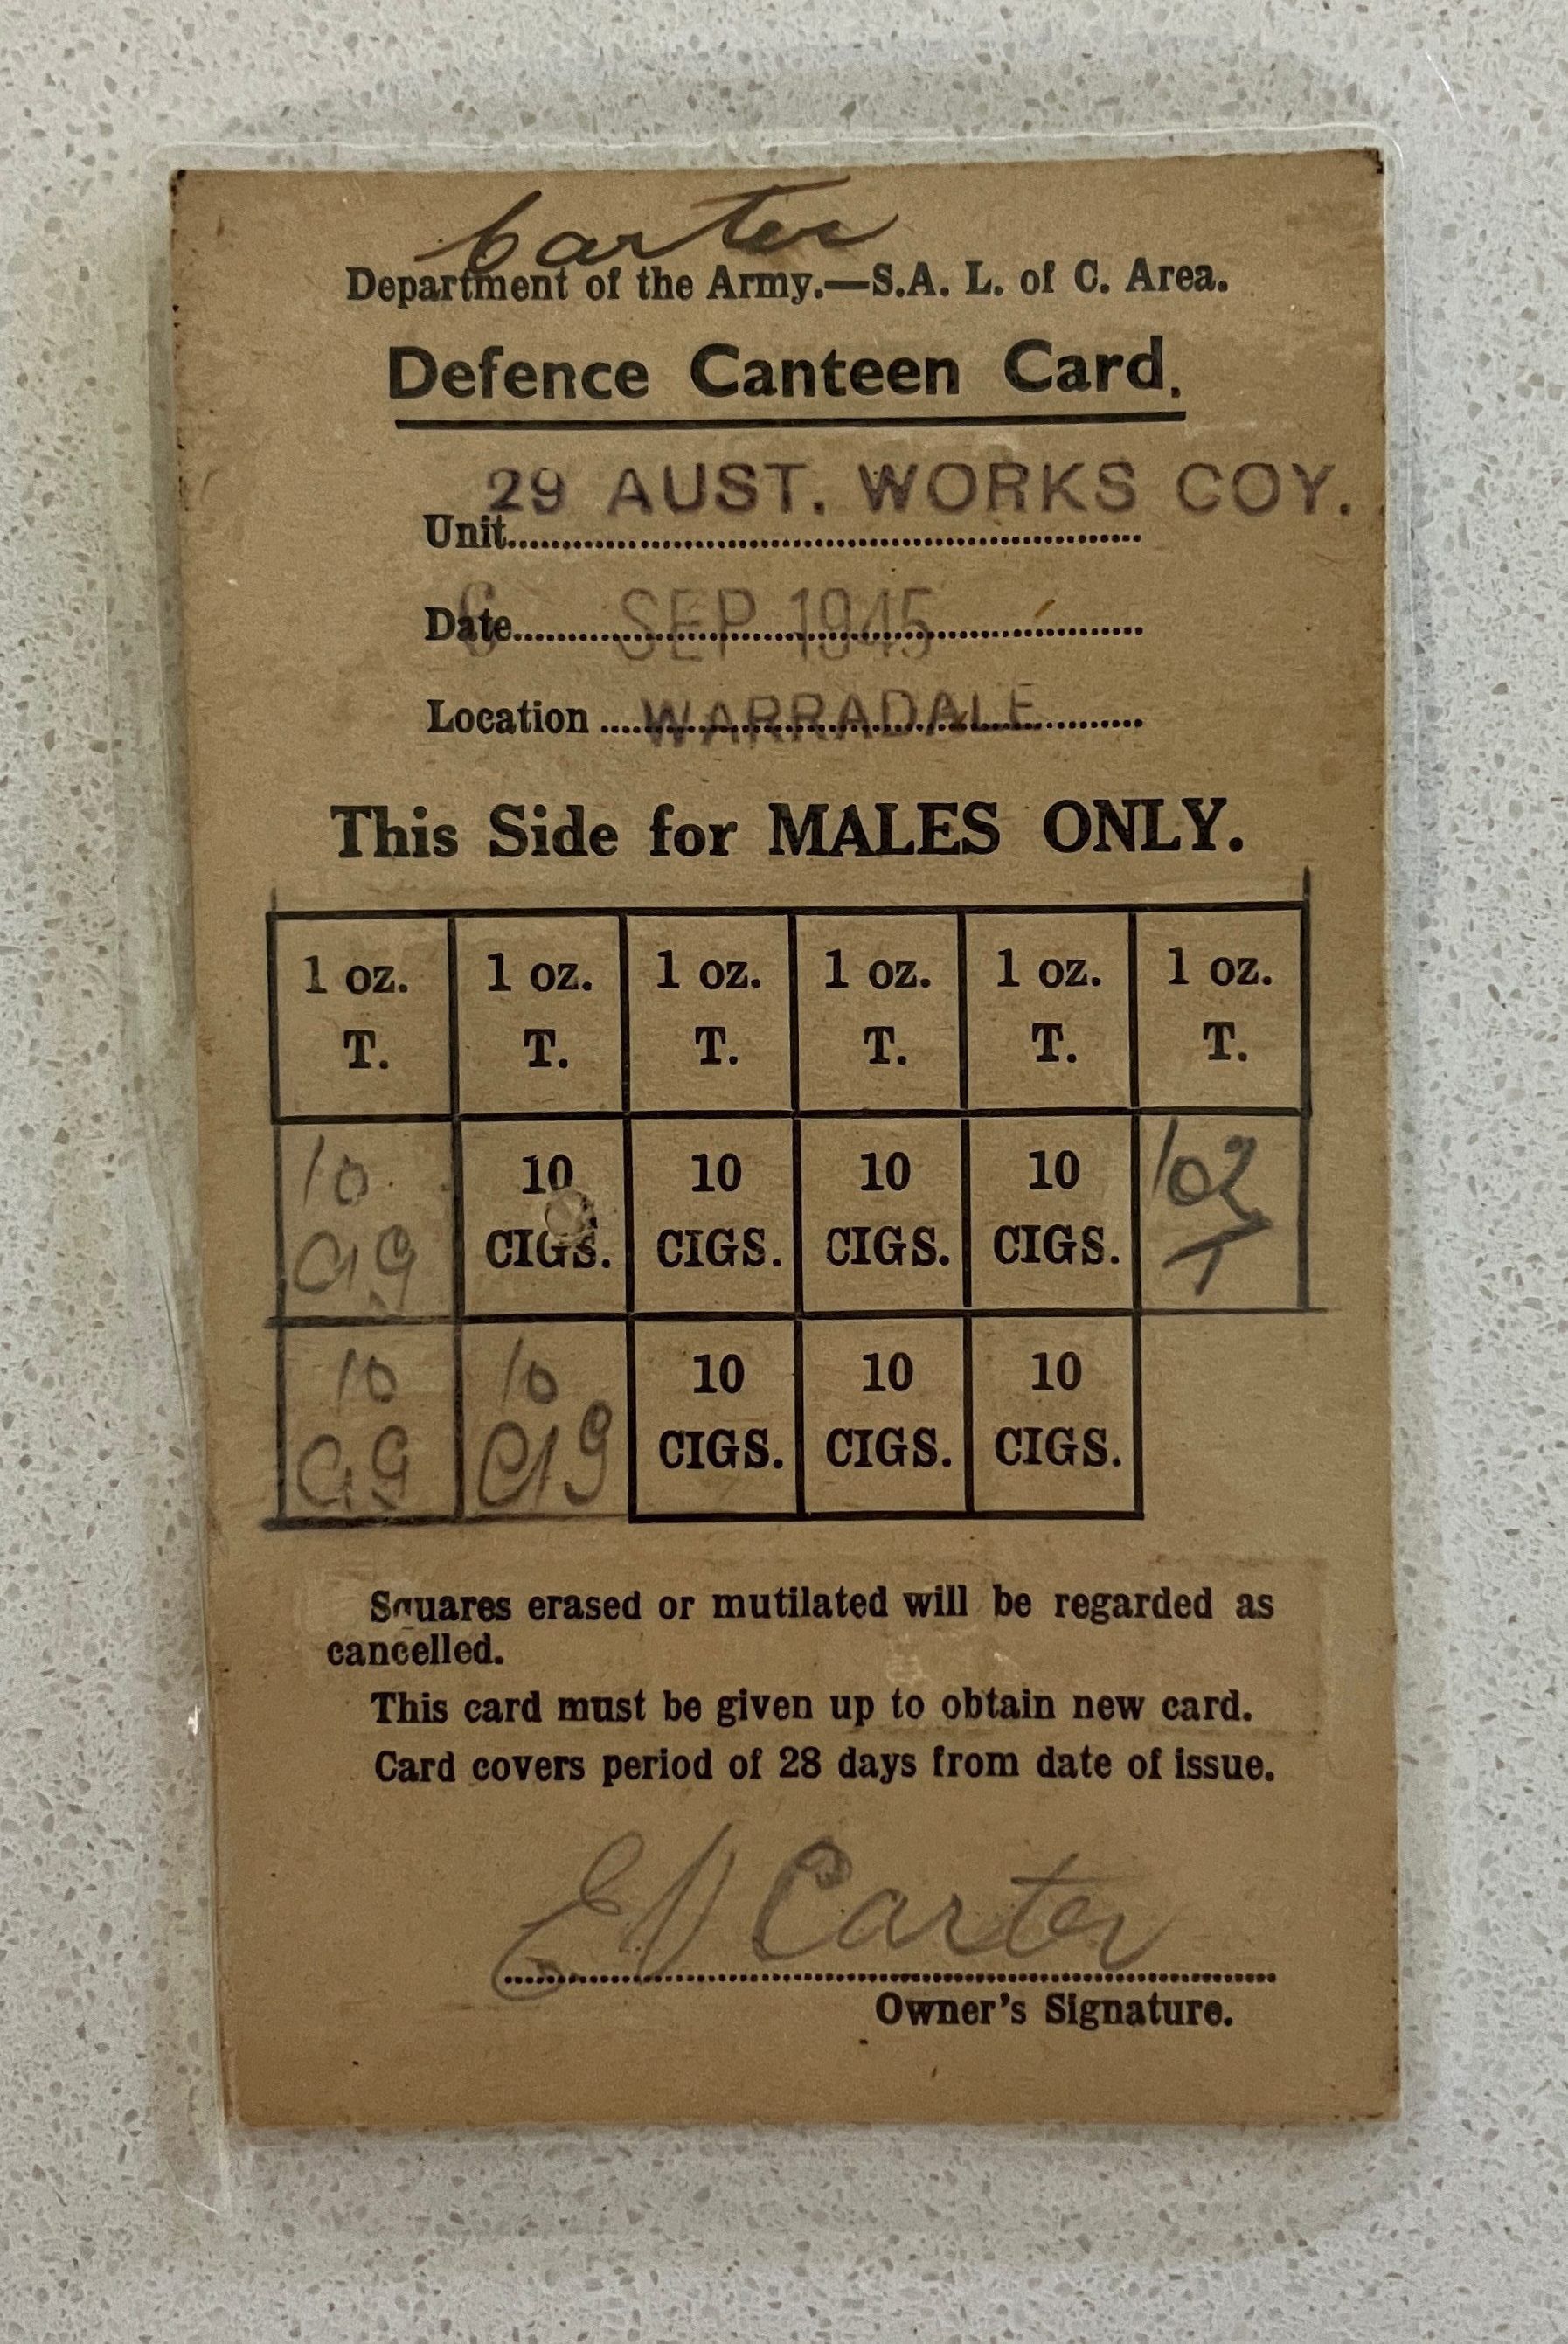 Carter
Department of the Army.—S.A. L. of C. Area.
Defence Canteen Card.
29 AUST. WORKS COY.
Unit
Date 6 SEP 1945
Location WARRADALE
This Side for MALES ONLY.
1 oz. 1 oz. 1 oz. 1 oz. 1 oz. 1 oz.
T. T. T. T. T. T.
10 10 10 10 10 1oz
CIG CIGS. CIGS. CIGS. CIGS. T
10 10 10 10 10
CIG CIG CIGS. CIGS. CIGS.
Squares erased or mutilated will be regarded as
cancelled.
This card must be given up to obtain new card.
Card covers period of 28 days from date of issue.
EV Carter
Owner's Signature.